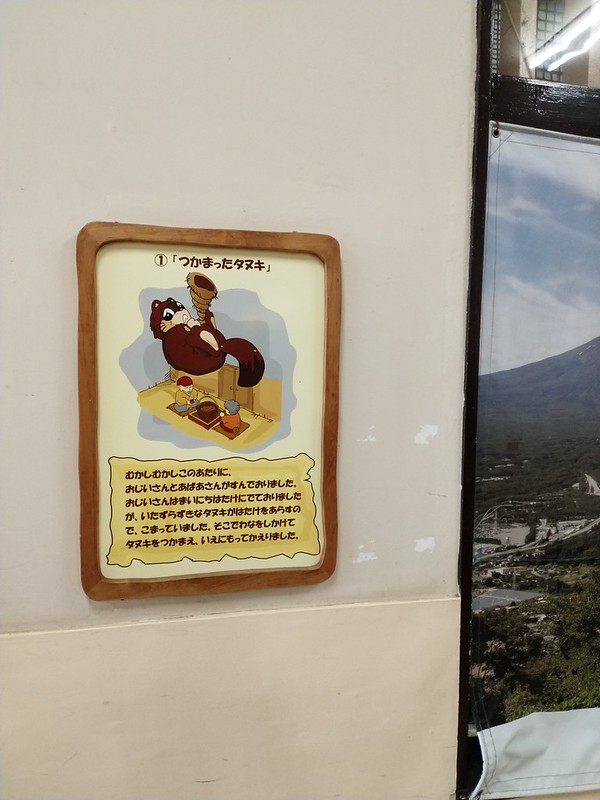 ①「つかまったタヌキ」
むかしむかしこのあたりに、
おじいさんとおばあさんがすんでおりました。
おじいさんはまいにちはたけにでておりました
が、いたずらずきなタヌキがはたけをあらすの
で、こまっていました。そこでわなをしかけて
タヌキをつかまえ、いえにもってかえりました。